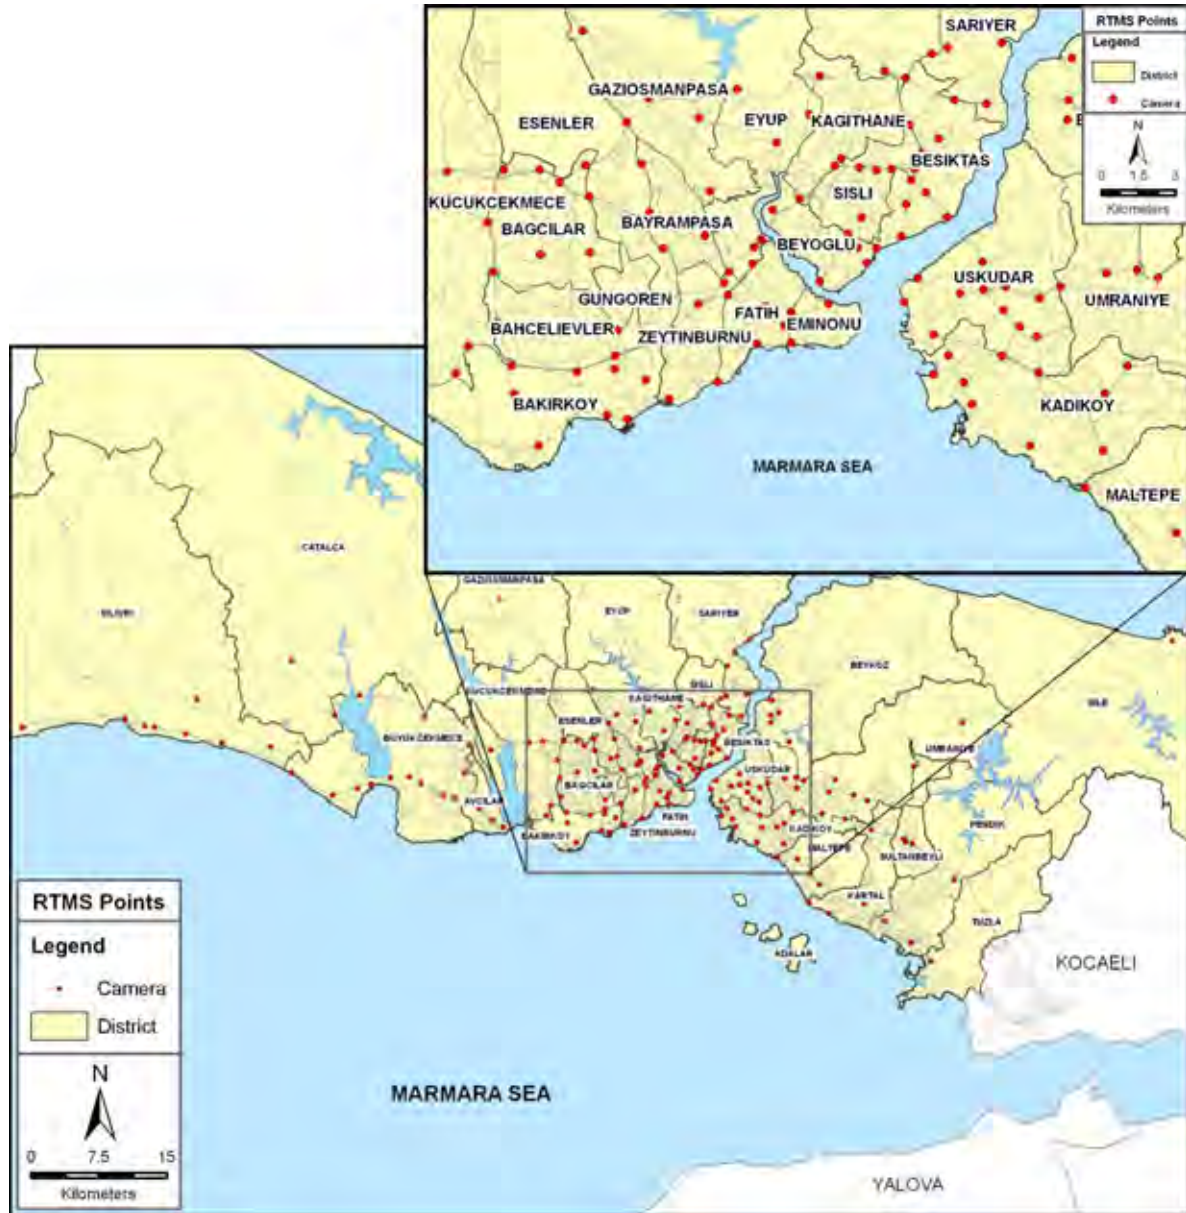 SARIYER
RTMS Points
Legend
District
Camera
N
0 1.5 3
Kilometers
GAZIOSMANPASA
ESENLER
EYUP
KAGITHANE
BESIKTAS
KUCUKCEKMECE
SISLI
BAGCILAR
BAYRAMPASA
BEYOGLU
USKUDAR
UMRANIYE
GUNGOREN
FATIH
BAHCELIEVLER
ZEYTINBURNU
EMINONU
BAKIRKOY
KADIKOY
MARMARA SEA
MALTEPE
CATALCA
SILIVRI
GAZIOSMANPASA
EYUP
SARIYER
BEYKOZ
KUCUKCEKMECE
SISLI
KAGITHANE
SILE
ESENLER
BUYUKCEKMECE
BESIKTAS
UMRANIYE
USKUDAR
BAGCILAR
AVCILAR
FATIH
PENDIK
BAKIRKOY
ZEYTINBURNU
KADIKOY
MALTEPE
SULTANBEYLI
KARTAL
TUZLA
ADALAR
KOCAELI
RTMS Points
Legend
Camera
District
N
0 7.5 15
Kilometers
MARMARA SEA
YALOVA